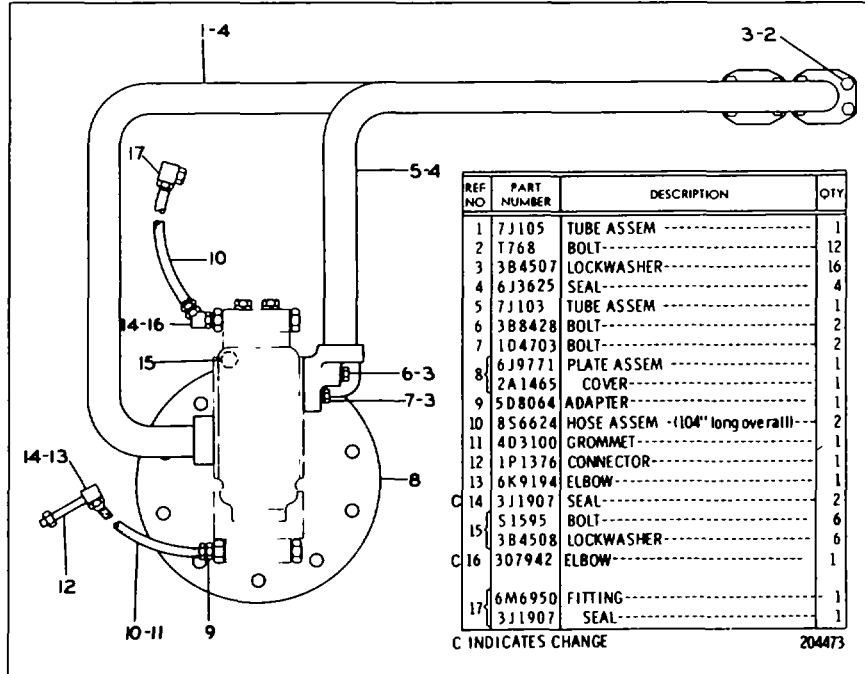 1-4
3-2
17
5-4
10
14-16
15
6-3
7-3
14-13
8
12
10-11
9
REF NO PART NUMBER DESCRIPTION QTY
1 7J105 TUBE ASSEM 1
2 T768 BOLT 12
3 3B4507 LOCKWASHER 16
4 6J3625 SEAL 4
5 7J103 TUBE ASSEM 1
6 3B8428 BOLT 2
7 1D4703 BOLT 2
8 6J9771 PLATE ASSEM 1
2A1465 COVER 1
9 5D8064 ADAPTER 1
10 8S6624 HOSE ASSEM -(104" long overall) 2
11 4D3100 GROMMET 1
12 1P1376 CONNECTOR 1
13 6K9194 ELBOW 1
C 14 3J1907 SEAL 2
15 S1595 BOLT 6
3B4508 LOCKWASHER 6
C 16 307942 ELBOW 1
17 6M6950 FITTING 1
3J1907 SEAL 1
C INDICATES CHANGE 204473